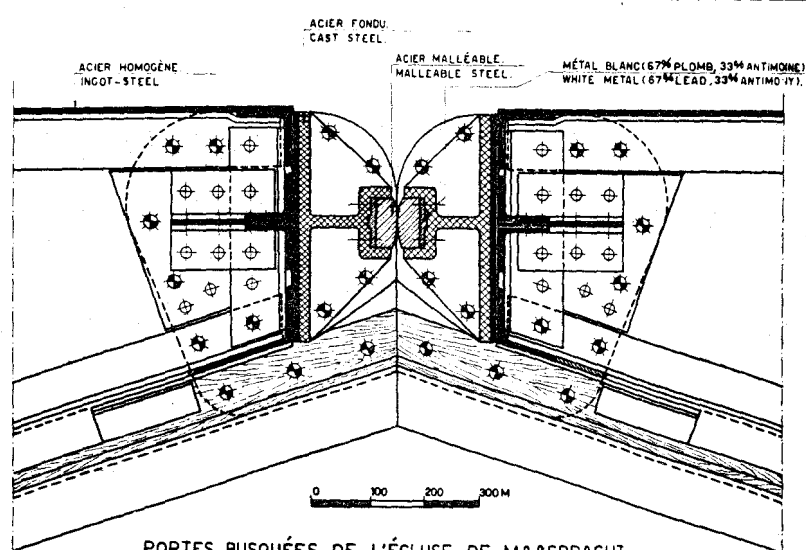 ACIER FONDU.
CAST STEEL.
ACIER MALLÉABLE.
MALLEABLE STEEL.
ACIER HOMOGÈNE
INGOT-STEEL
MÉTAL BLANC (67% PLOMB, 33% ANTIMOINE)
WHITE METAL (67% LEAD, 33% ANTIMONY).
0 100 200 300 M
PORTES BUSQUÉES DE L'ÉCLUSE DE